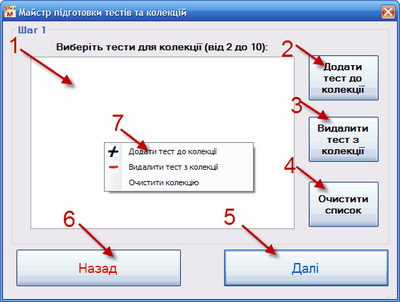 Майстр підготовки тестів та колекцій
Шаг 1
Виберіть тести для колекції (від 2 до 10):
1
2
Додати
тест до
колекції
3
Видалити
тест з
колекції
7
Додати тест до колекції
Видалити тест з колекції
Очистити колекцію
4
Очистити
список
6
5
Назад
Далі